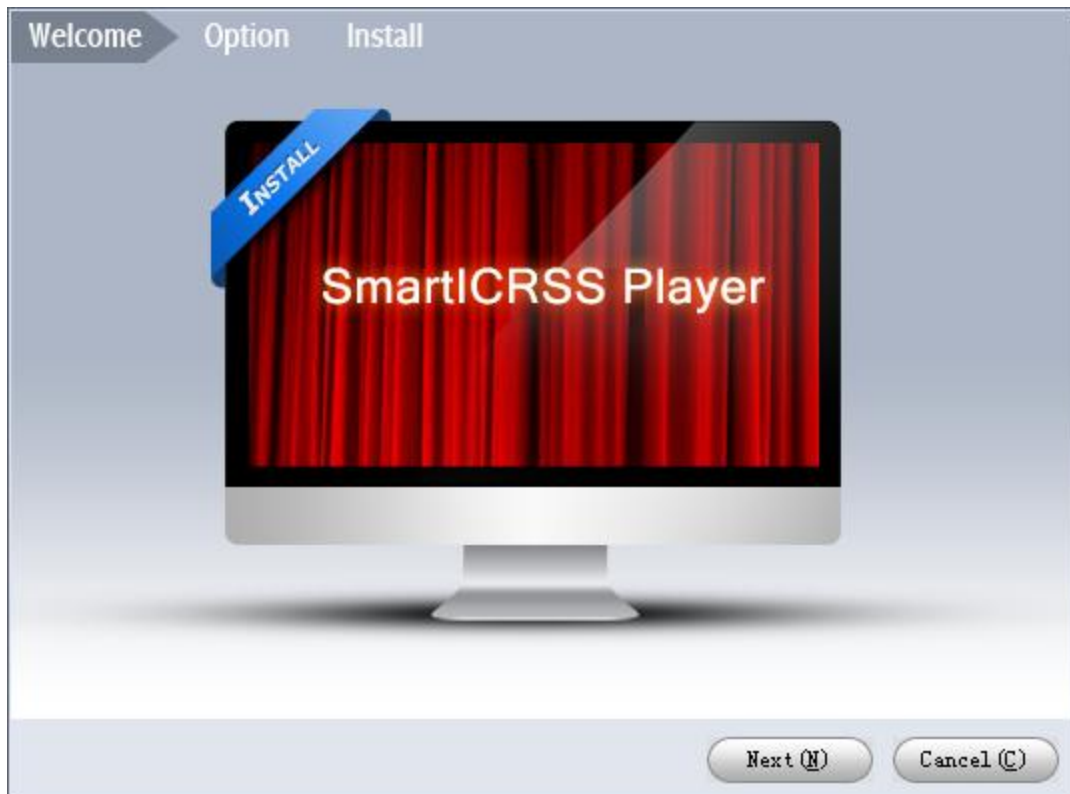 Welcome Option Install
INSTALL
SmartICRSS Player
Next(N) Cancel(C)